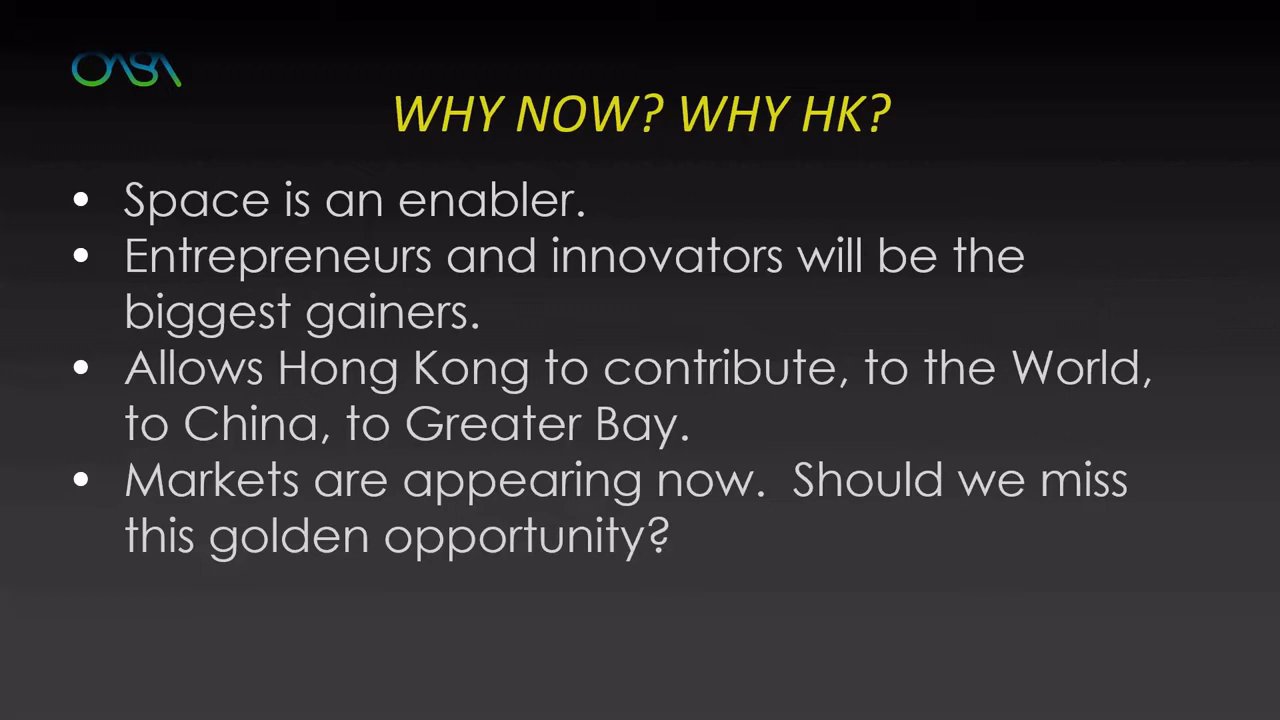 OASA
WHY NOW? WHY HK?
• Space is an enabler.
• Entrepreneurs and innovators will be the
biggest gainers.
• Allows Hong Kong to contribute, to the World,
to China, to Greater Bay.
• Markets are appearing now.  Should we miss
this golden opportunity?